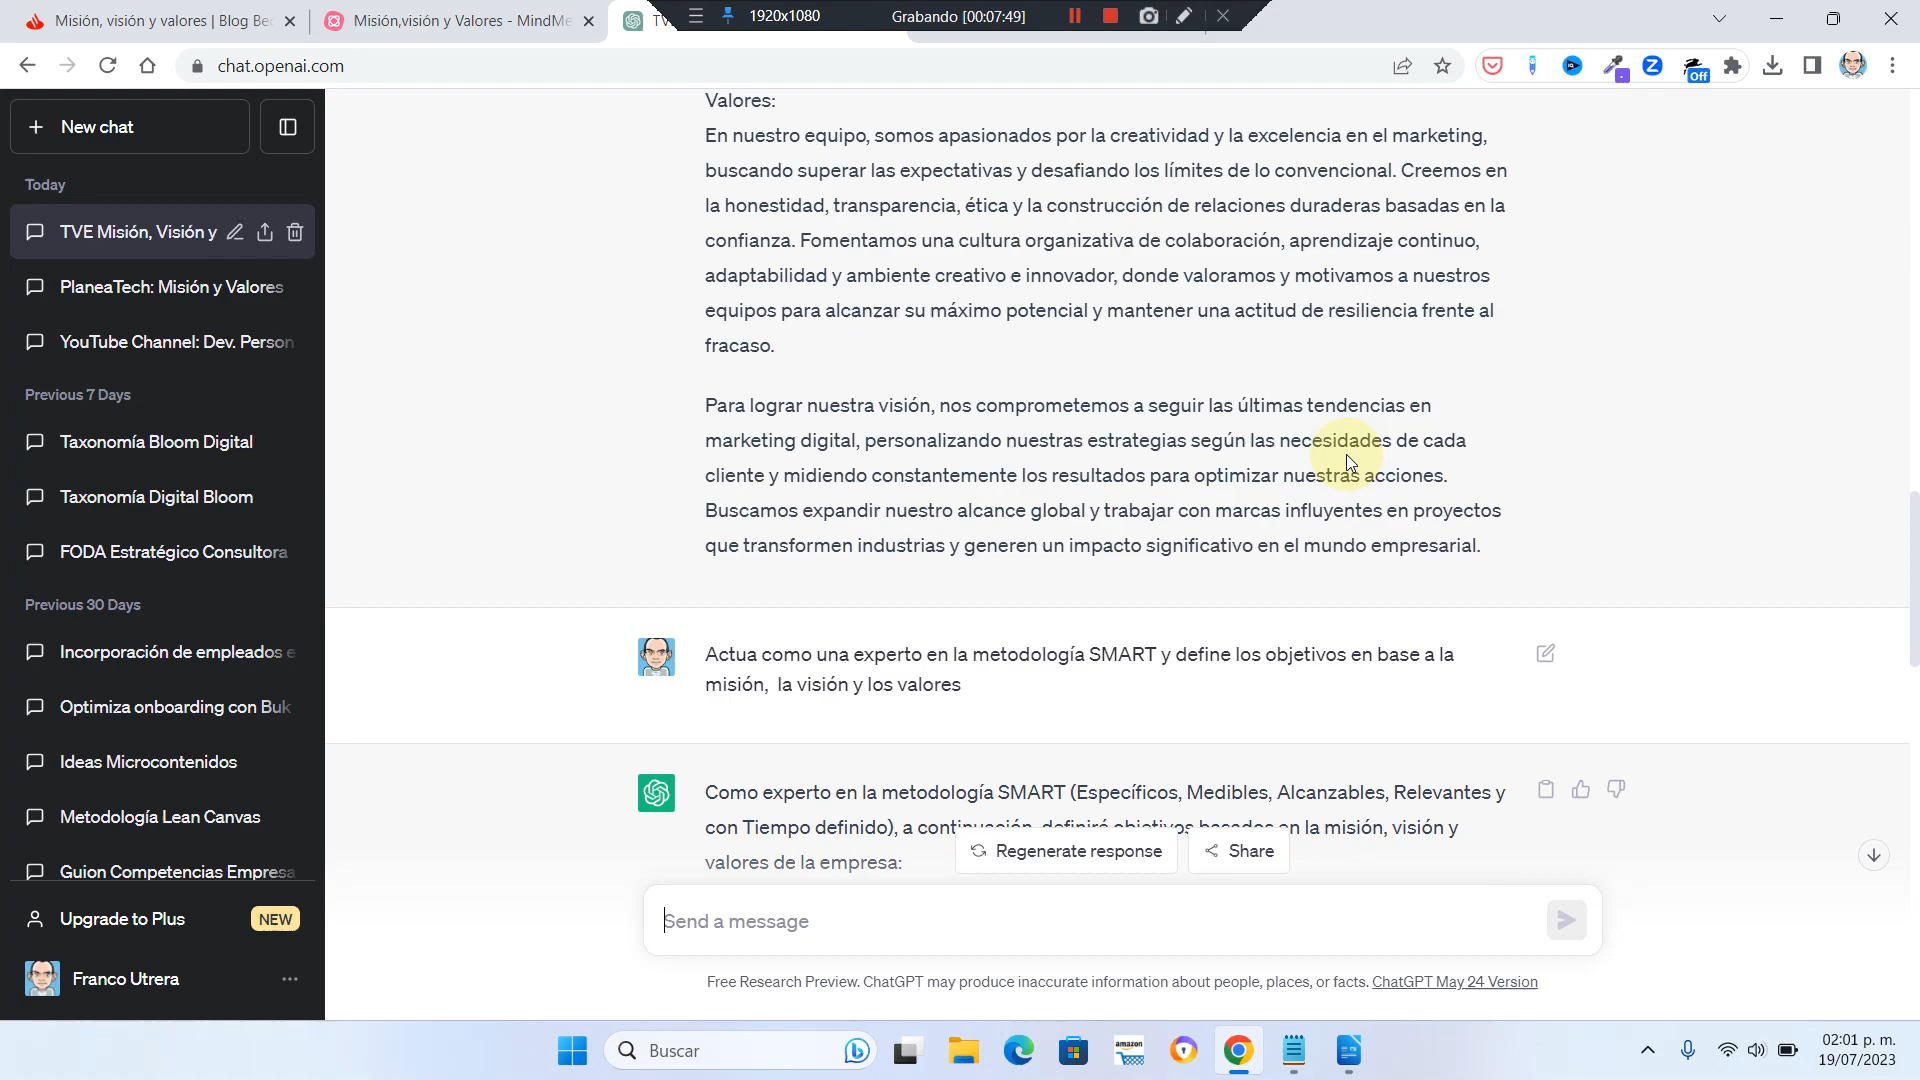 Misión, visión y valores | Blog Be
Misión,visión y Valores - MindMe
TV
1920x1080
Grabando [00:07:49]
chat.openai.com
Off
New chat
Today
TVE Misión, Visión y
PlaneaTech: Misión y Valores
YouTube Channel: Dev. Person
Previous 7 Days
Taxonomía Bloom Digital
Taxonomía Digital Bloom
FODA Estratégico Consultora
Previous 30 Days
Incorporación de empleados e
Optimiza onboarding con Buk
Ideas Microcontenidos
Metodología Lean Canvas
Guion Competencias Empresa
Upgrade to Plus
NEW
Franco Utrera
Valores:
En nuestro equipo, somos apasionados por la creatividad y la excelencia en el marketing,
buscando superar las expectativas y desafiando los límites de lo convencional. Creemos en
la honestidad, transparencia, ética y la construcción de relaciones duraderas basadas en la
confianza. Fomentamos una cultura organizativa de colaboración, aprendizaje continuo,
adaptabilidad y ambiente creativo e innovador, donde valoramos y motivamos a nuestros
equipos para alcanzar su máximo potencial y mantener una actitud de resiliencia frente al
fracaso.
Para lograr nuestra visión, nos comprometemos a seguir las últimas tendencias en
marketing digital, personalizando nuestras estrategias según las necesidades de cada
cliente y midiendo constantemente los resultados para optimizar nuestras acciones.
Buscamos expandir nuestro alcance global y trabajar con marcas influyentes en proyectos
que transformen industrias y generen un impacto significativo en el mundo empresarial.
Actua como una experto en la metodología SMART y define los objetivos en base a la
misión, la visión y los valores
Como experto en la metodología SMART (Específicos, Medibles, Alcanzables, Relevantes y
con Tiempo definido), a continuación, definiré objetivos basados en la misión, visión y
valores de la empresa:
Regenerate response
Share
Send a message
Free Research Preview. ChatGPT may produce inaccurate information about people, places, or facts. ChatGPT May 24 Version
Buscar
amazon
02:01 p. m.
19/07/2023